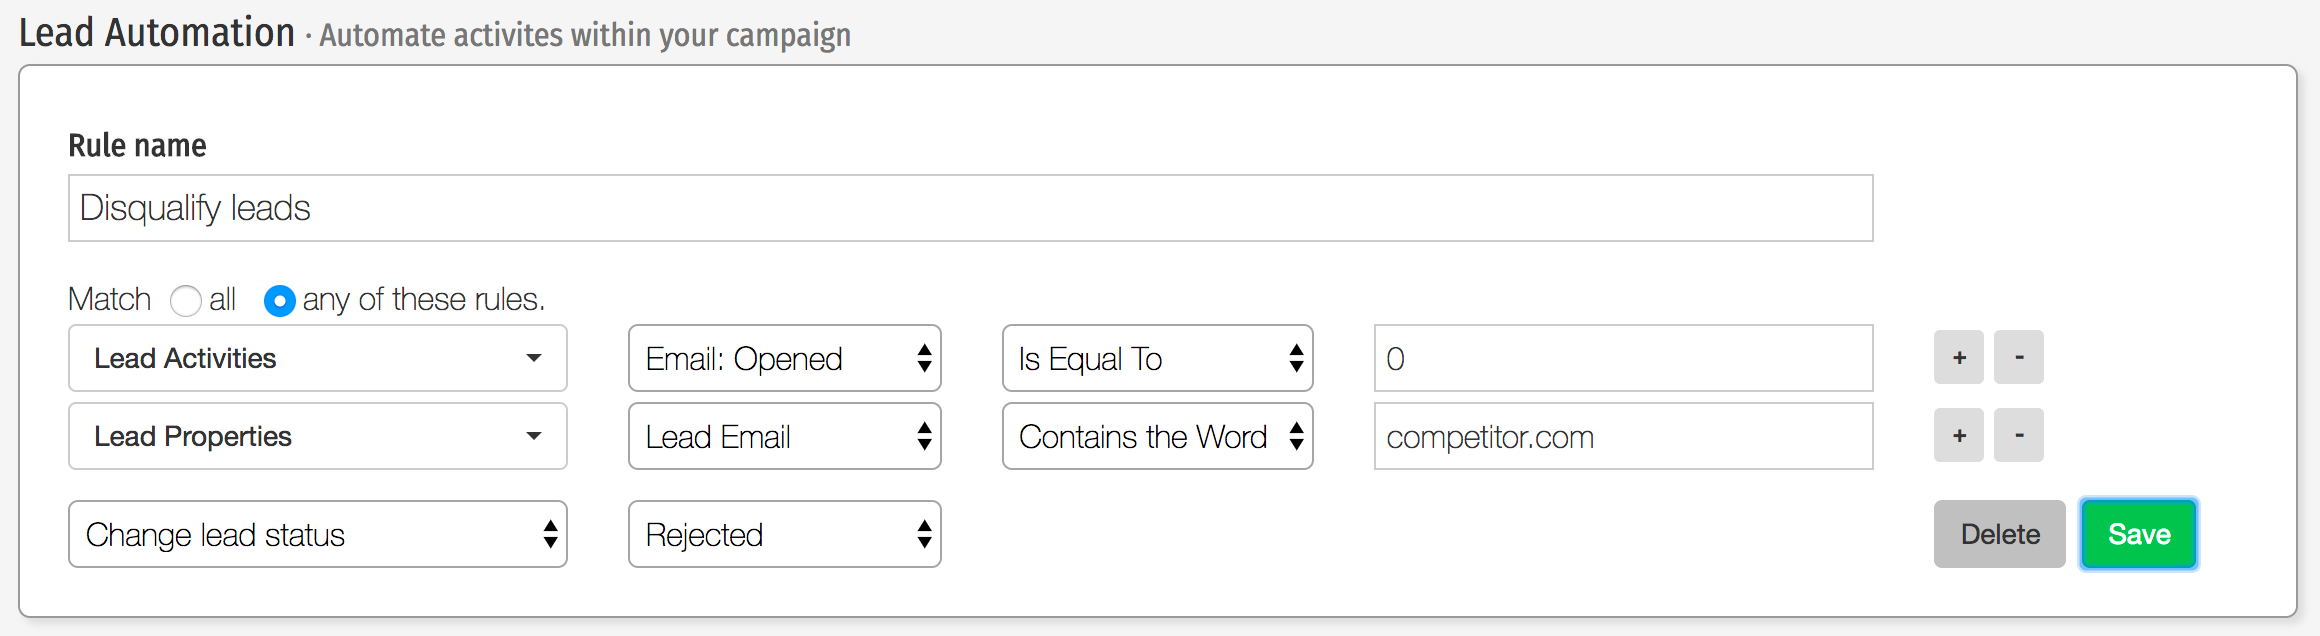 Lead Automation · Automate activites within your campaign
Rule name
Disqualify leads
Match all any of these rules.
Lead Activities Email: Opened Is Equal To 0 + -
Lead Properties Lead Email Contains the Word competitor.com + -
Change lead status Rejected Delete Save